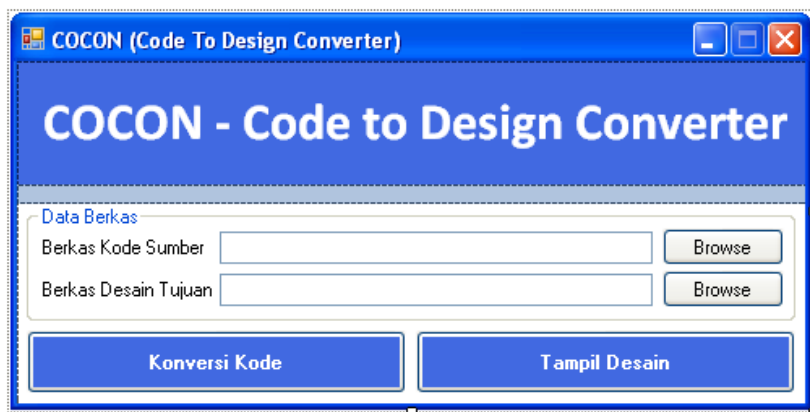 COCON (Code To Design Converter)
COCON - Code to Design Converter
Data Berkas
Berkas Kode Sumber Browse
Berkas Desain Tujuan Browse
Konversi Kode Tampil Desain